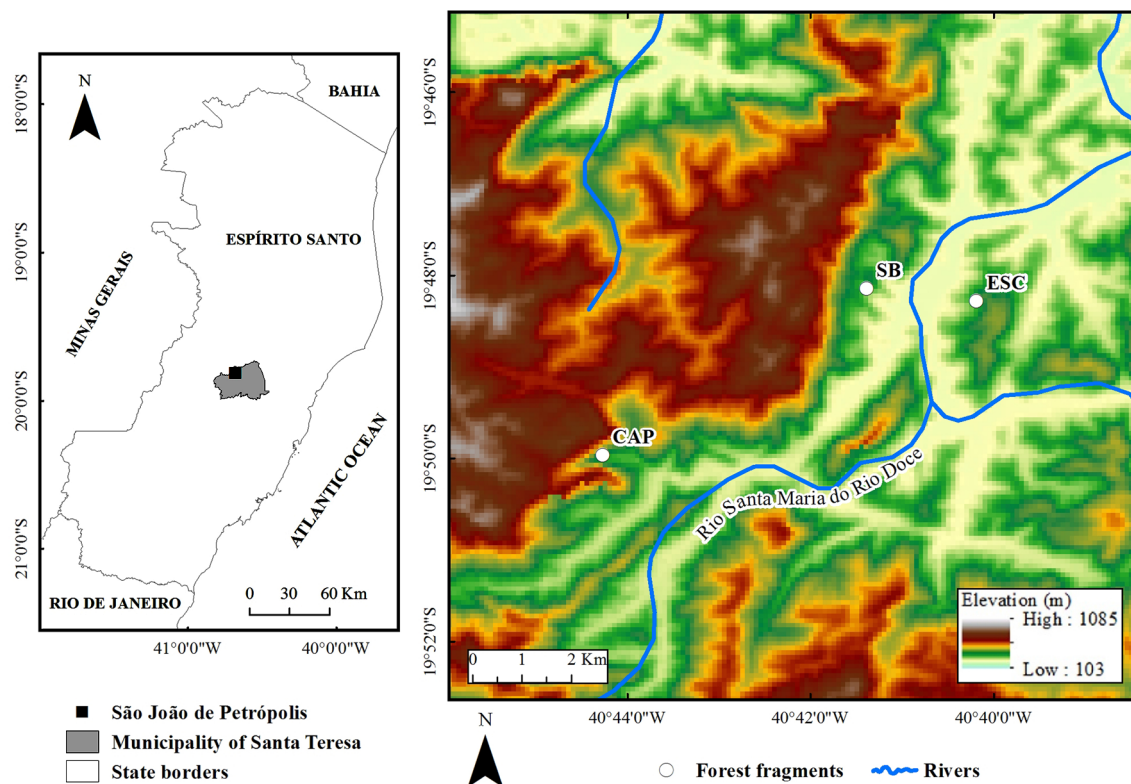 N
BAHIA
ESPÍRITO SANTO
MINAS GERAIS
ATLANTIC OCEAN
RIO DE JANEIRO
0 30 60 Km
18°0'0"S
19°0'0"S
20°0'0"S
21°0'0"S
41°0'0"W 40°0'0"W
São João de Petrópolis
Municipality of Santa Teresa
State borders
19°46'0"S
19°48'0"S
19°50'0"S
19°52'0"S
SB
ESC
CAP
Rio Santa Maria do Rio Doce
Elevation (m)
High : 1085
Low : 103
0 1 2 Km
40°44'0"W 40°42'0"W 40°40'0"W
N
Forest fragments
Rivers